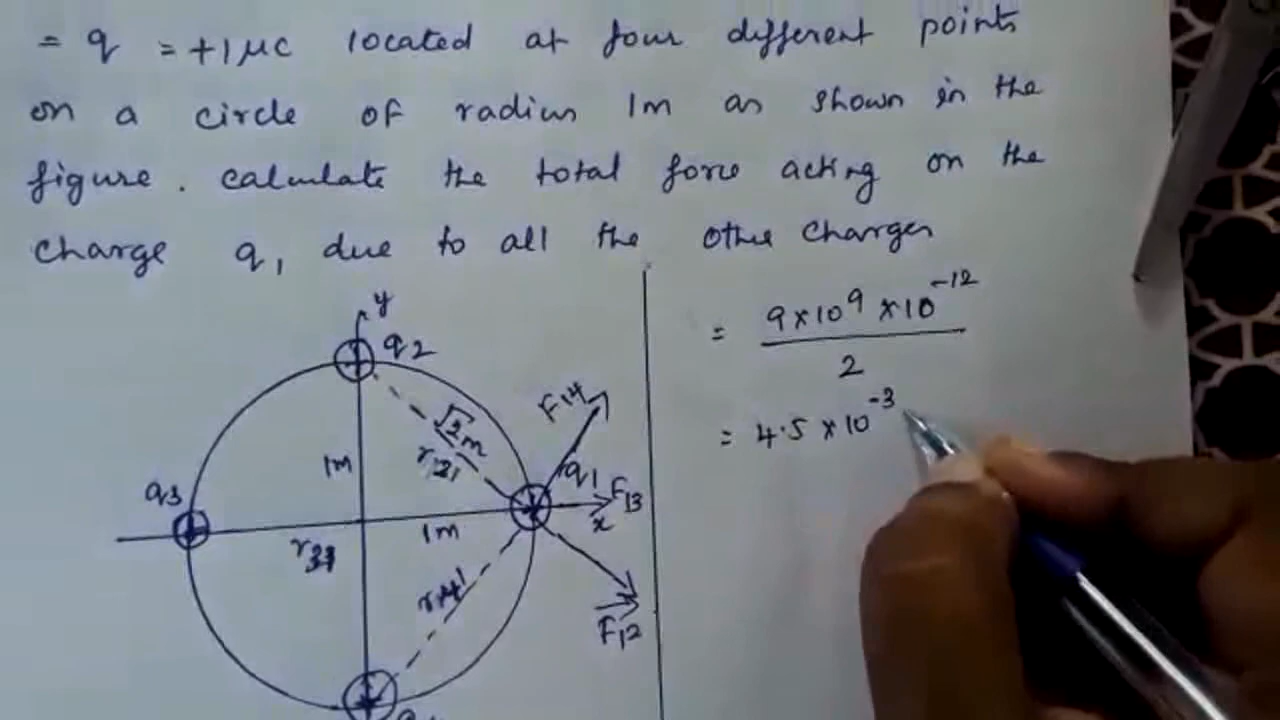 = q = +1 μc located at four different points
on a circle of radius 1m as shown in the
figure. calculate the total force acting on the
charge q₁ due to all the other charges
= 9×10⁹ ×10⁻¹² / 2
= 4.5 ×10⁻³
y
q₂
F₁₄
√2m
r₂₁
1m
q₁
q₃
F₁₃
x
1m
r₃₁
r₄₁
F₁₂